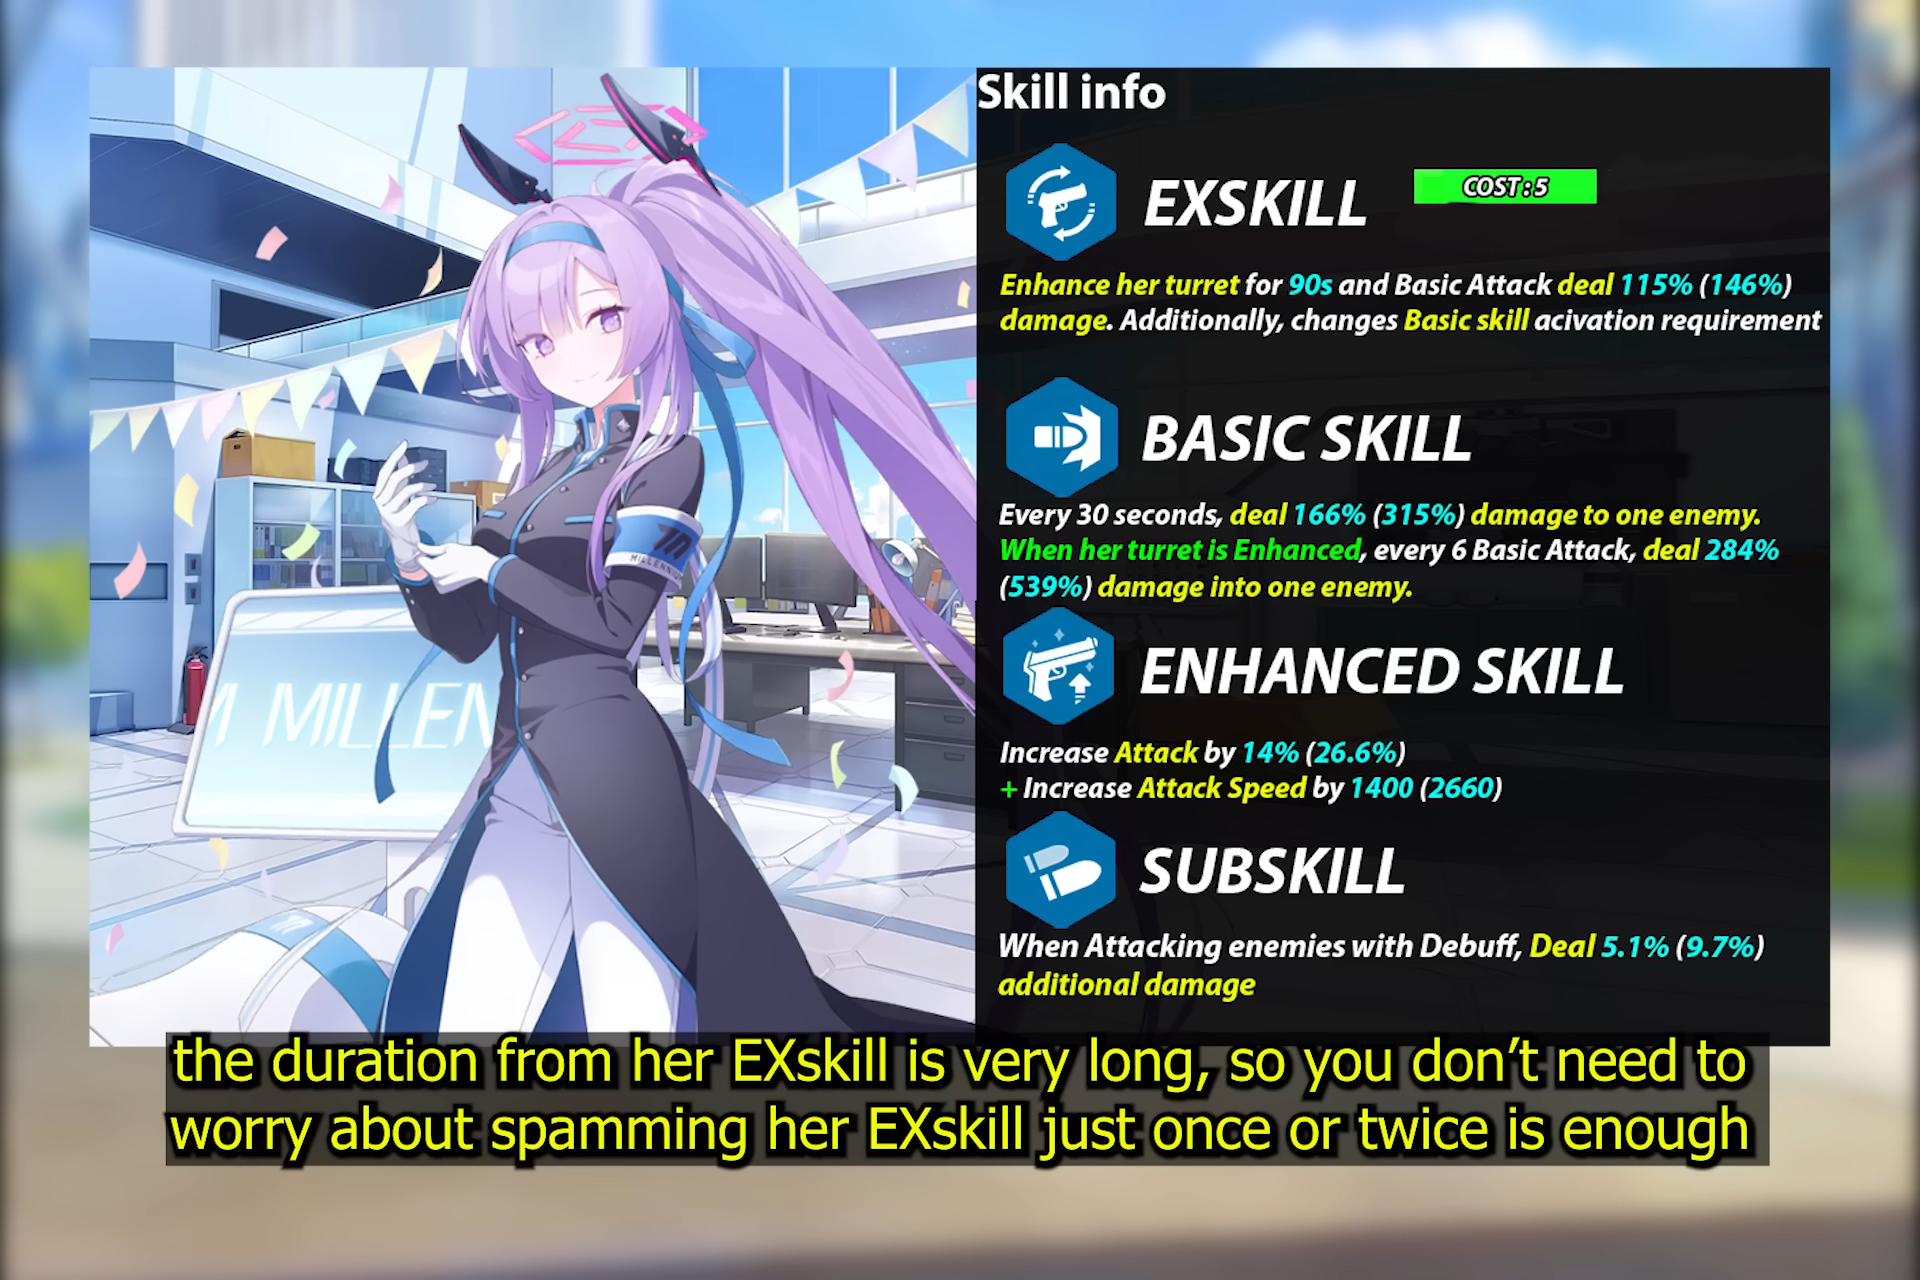 Skill info
EXSKILL
COST : 5
Enhance her turret for 90s and Basic Attack deal 115% (146%)
damage. Additionally, changes Basic skill acivation requirement
BASIC SKILL
Every 30 seconds, deal 166% (315%) damage to one enemy.
When her turret is Enhanced, every 6 Basic Attack, deal 284%
(539%) damage into one enemy.
ENHANCED SKILL
Increase Attack by 14% (26.6%)
+ Increase Attack Speed by 1400 (2660)
SUBSKILL
When Attacking enemies with Debuff, Deal 5.1% (9.7%)
additional damage
M MILLEN
MILLENNIU
the duration from her EXskill is very long, so you don’t need to
worry about spamming her EXskill just once or twice is enough